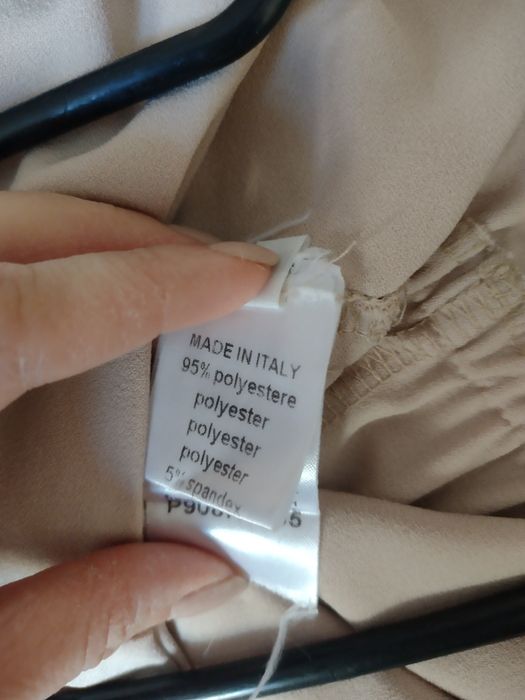 MADE IN ITALY
95% polyestere
polyester
polyester
polyester
5% spandex